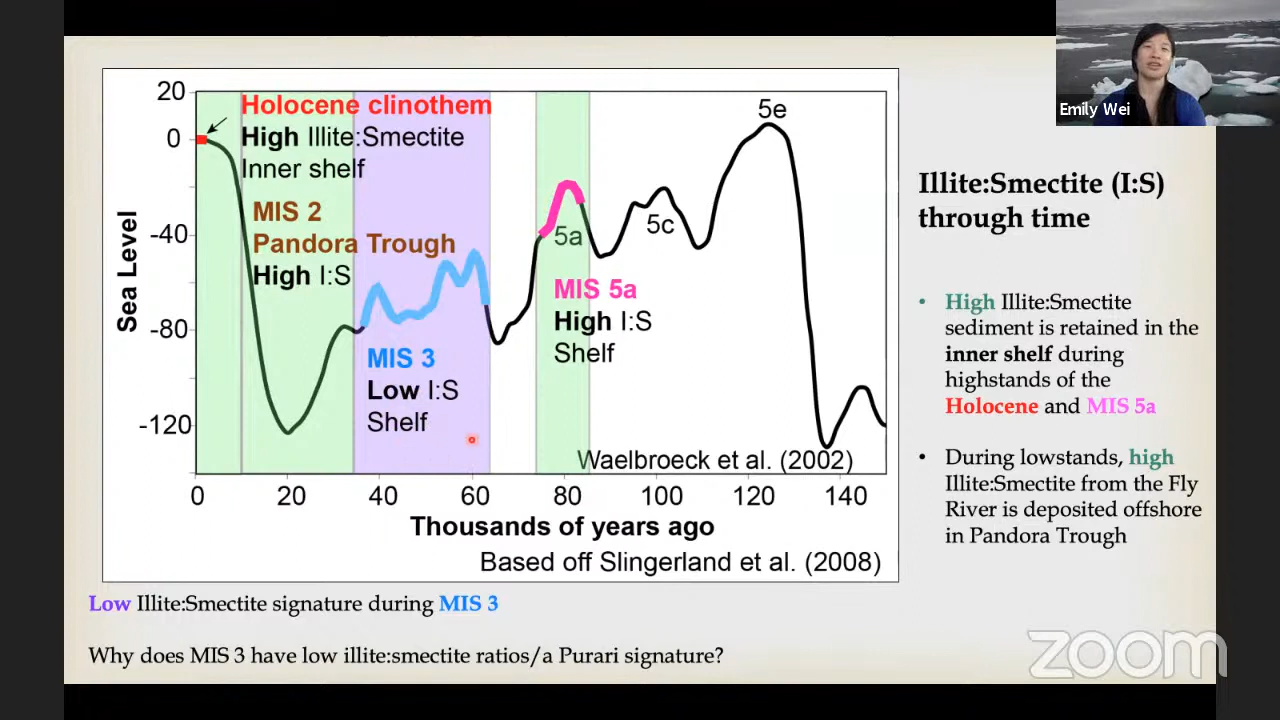 Emily Wei
20
0
-40
-80
-120
Sea Level
Holocene clinothem
High Illite:Smectite
Inner shelf
MIS 2
Pandora Trough
High I:S
MIS 3
Low I:S
Shelf
5a
MIS 5a
High I:S
Shelf
5c
5e
Waelbroeck et al. (2002)
0 20 40 60 80 100 120 140
Thousands of years ago
Based off Slingerland et al. (2008)
Illite:Smectite (I:S)
through time
• High Illite:Smectite
sediment is retained in the
inner shelf during
highstands of the
Holocene and MIS 5a
• During lowstands, high
Illite:Smectite from the Fly
River is deposited offshore
in Pandora Trough
Low Illite:Smectite signature during MIS 3
Why does MIS 3 have low illite:smectite ratios/a Purari signature?
zoom